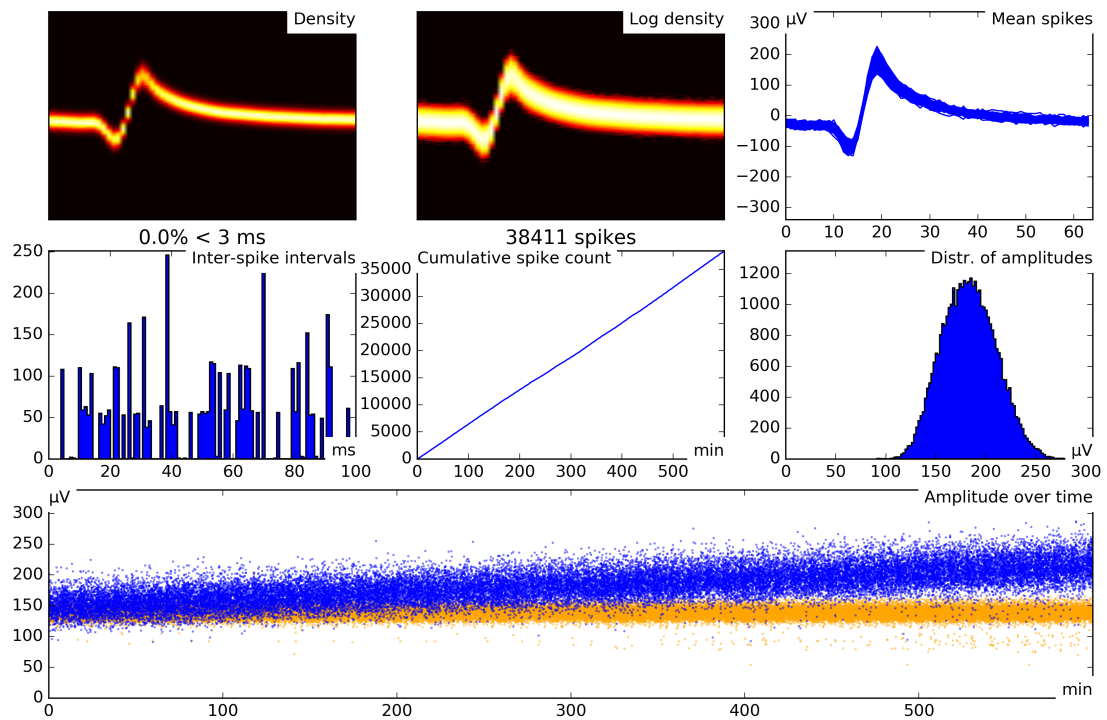 Density
Log density
300 µV Mean spikes
200
100
0
−100
−200
−300
0 10 20 30 40 50 60
0.0% < 3 ms
38411 spikes
250 Inter-spike intervals
200
150
100
50
0
ms
0 20 40 60 80 100
Cumulative spike count
35000
30000
25000
20000
15000
10000
5000
0
min
0 100 200 300 400 500
Distr. of amplitudes
1200
1000
800
600
400
200
0
µV
0 50 100 150 200 250 300
µV Amplitude over time
300
250
200
150
100
50
0
min
0 100 200 300 400 500